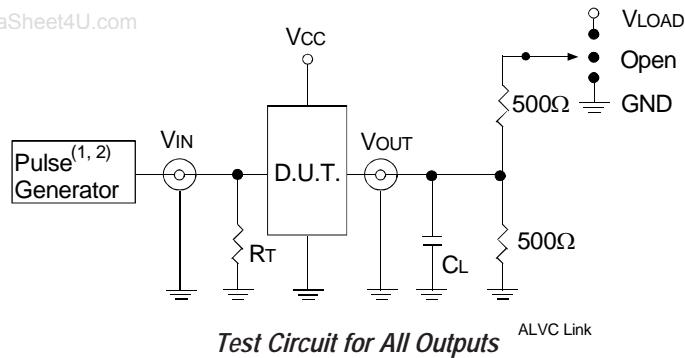 aSheet4U.com
VLOAD
VCC
Open
500Ω
GND
VIN
VOUT
Pulse(1, 2)
Generator
D.U.T.
RT
CL
500Ω
Test Circuit for All Outputs
ALVC Link